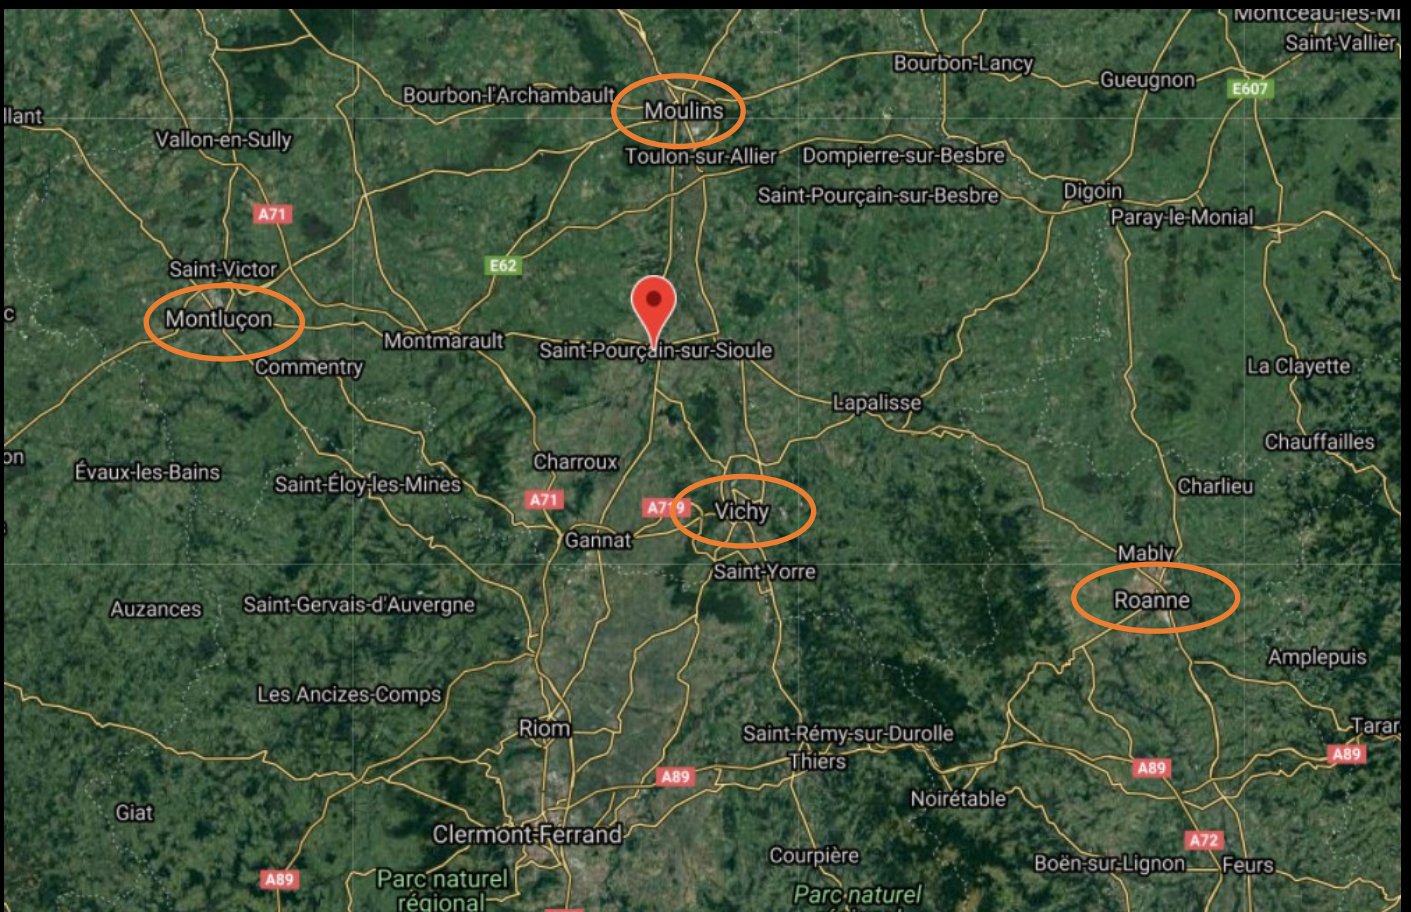 Montceau-les-Mi
Saint-Vallier
Bourbon-Lancy
Gueugnon
E607
Bourbon-l'Archambault
Moulins
llant
Vallon-en-Sully
Toulon-sur-Allier
Dompierre-sur-Besbre
Saint-Pourçain-sur-Besbre
Digoin
Paray-le-Monial
A71
Saint-Victor
E62
c
Montluçon
Montmarault
Saint-Pourçain-sur-Sioule
Commentry
La Clayette
Lapalisse
Chauffailles
on
Évaux-les-Bains
Charroux
Saint-Éloy-les-Mines
A71
A719
Vichy
Charlieu
Gannat
Mably
Saint-Yorre
Roanne
Auzances
Saint-Gervais-d'Auvergne
Amplepuis
Les Ancizes-Comps
Riom
Saint-Rémy-sur-Durolle
Tarar
Thiers
A89
A89
A89
Giat
Noirétable
Clermont-Ferrand
A72
Courpière
Boën-sur-Lignon
Feurs
A89
Parc naturel
régional
Parc naturel